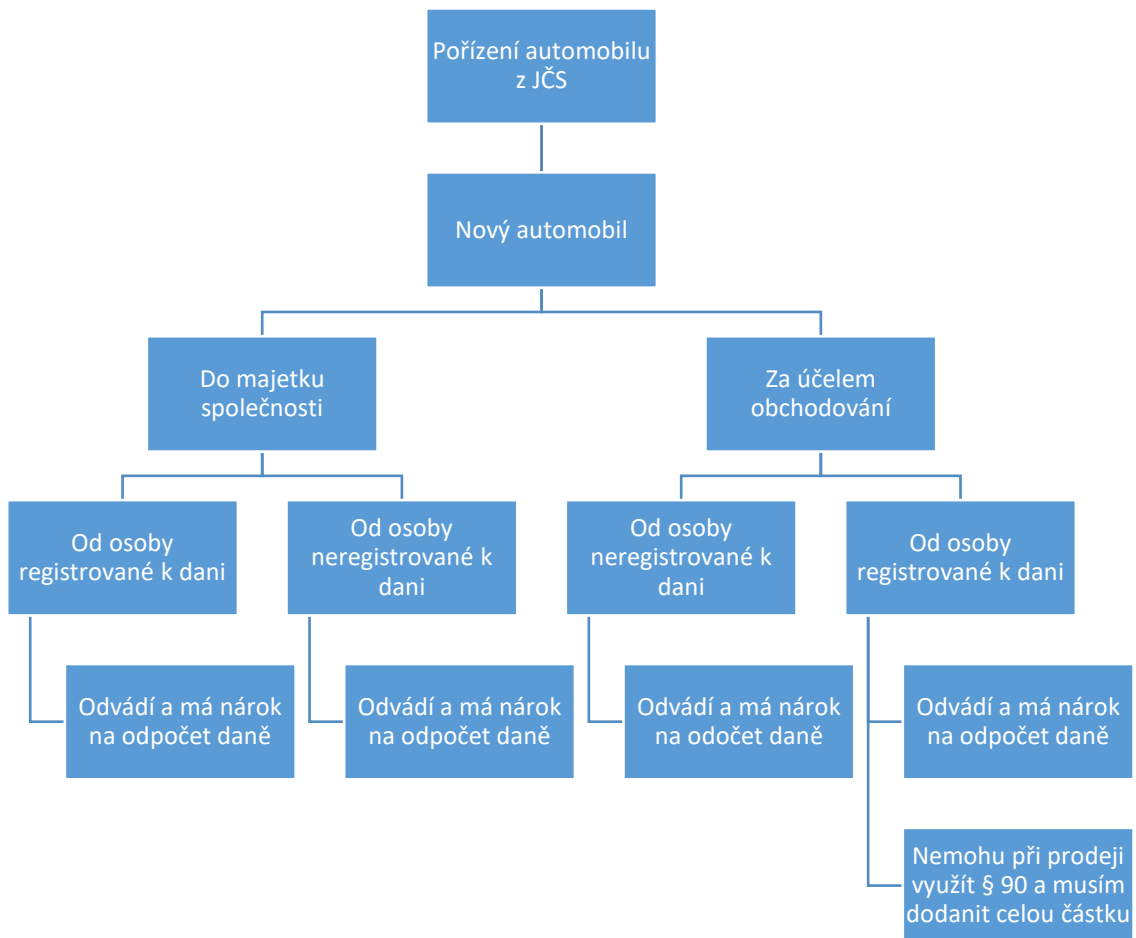 Pořízení automobilu
z JČS
Nový automobil
Do majetku
společnosti
Za účelem
obchodování
Od osoby
registrované k dani
Od osoby
neregistrované k
dani
Od osoby
neregistrované k
dani
Od osoby
registrované k dani
Odvádí a má nárok
na odpočet daně
Odvádí a má nárok
na odpočet daně
Odvádí a má nárok
na odočet daně
Odvádí a má nárok
na odpočet daně
Nemohu při prodeji
využít § 90 a musím
dodanit celou částku